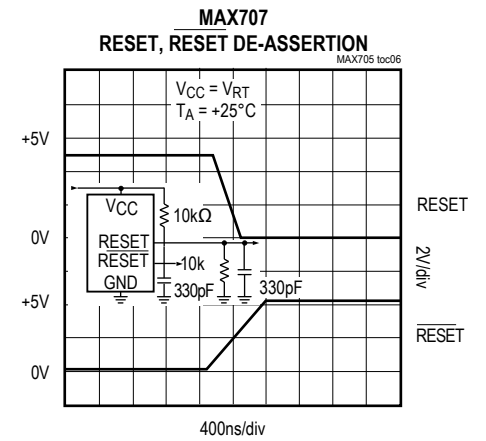 MAX707
RESET, RESET DE-ASSERTION
MAX705 toc06
VCC = VRT
TA = +25°C
+5V
VCC
10kΩ
RESET
0V
RESET
RESET
10k
2V/div
GND
330pF
330pF
+5V
RESET
0V
400ns/div